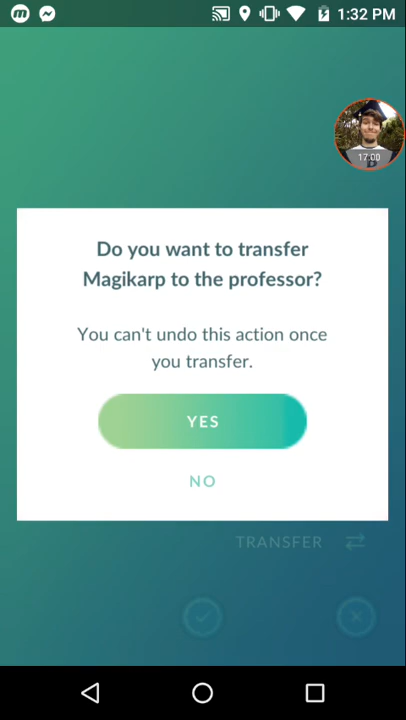 1:32 PM
17:00
Do you want to transfer
Magikarp to the professor?
You can't undo this action once
you transfer.
YES
NO
TRANSFER